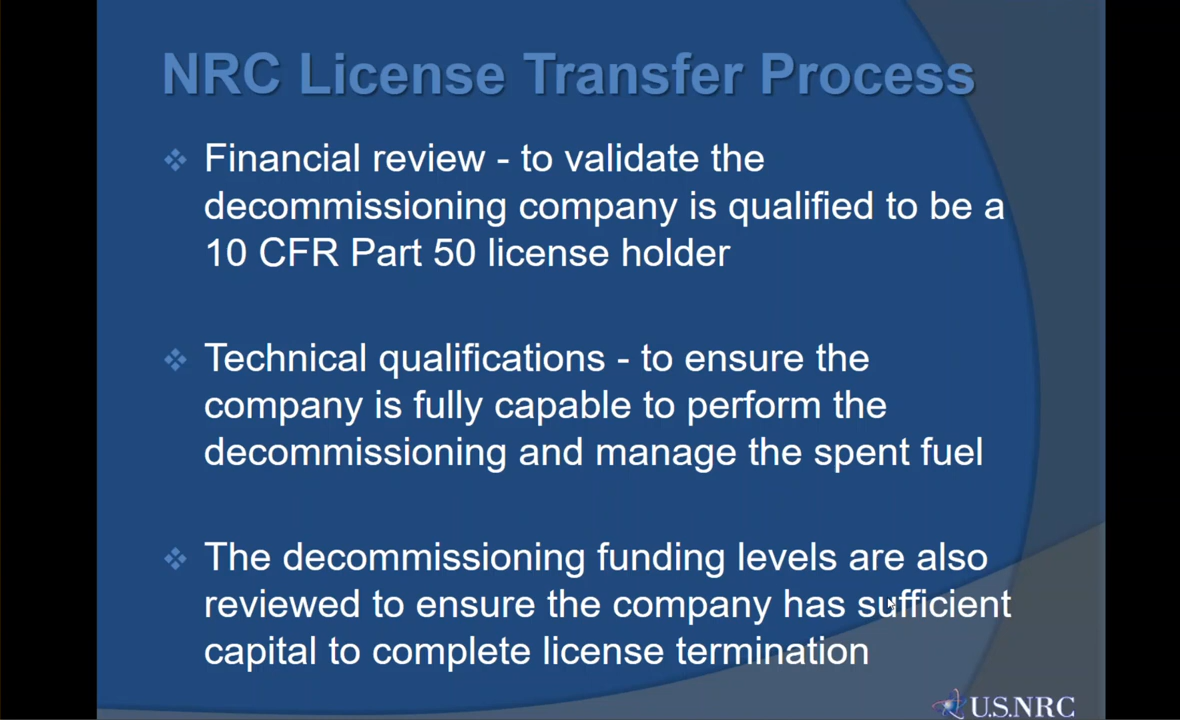 NRC License Transfer Process
Financial review - to validate the
decommissioning company is qualified to be a
10 CFR Part 50 license holder
Technical qualifications - to ensure the
company is fully capable to perform the
decommissioning and manage the spent fuel
The decommissioning funding levels are also
reviewed to ensure the company has sufficient
capital to complete license termination
U.S.NRC